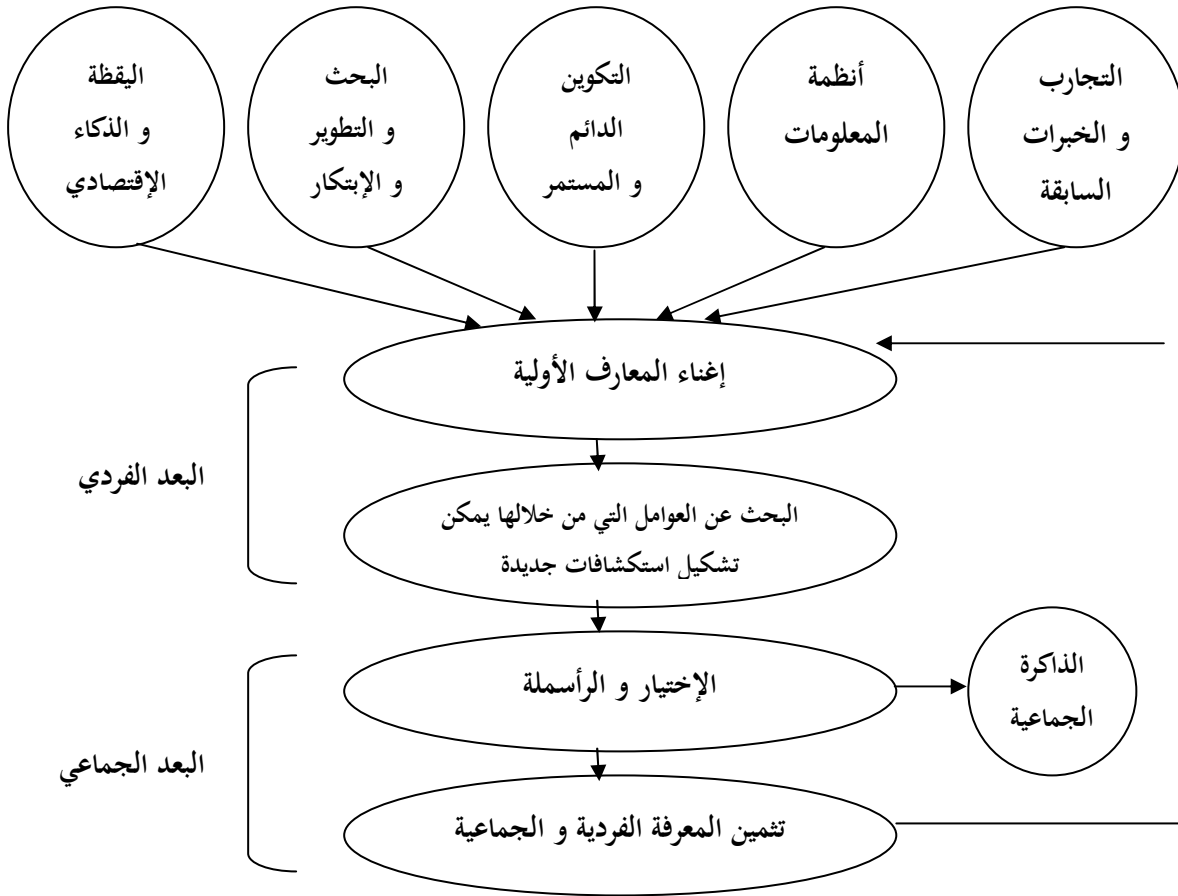 التجارب
و الخبرات
السابقة
أنظمة
المعلومات
التكوين
الدائم
و المستمر
البحث
و التطوير
و الإبتكار
اليقظة
و الذكاء
الإقتصادي
إغناء المعارف الأولية
البعد الفردي
البحث عن العوامل التي من خلالها يمكن
تشكيل استكشافات جديدة
الإختيار و الرأسملة
الذاكرة
الجماعية
البعد الجماعي
تثمين المعرفة الفردية و الجماعية